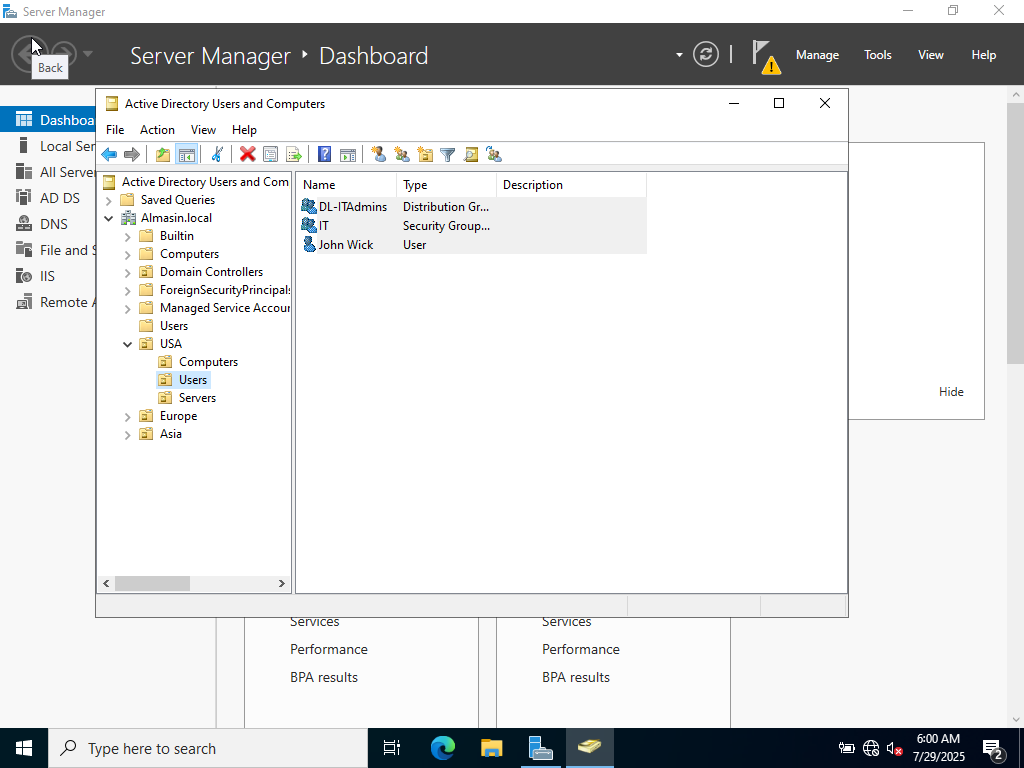 Server Manager
Back
Server Manager Dashboard
Manage Tools View Help
Active Directory Users and Computers
File Action View Help
Dashboa
Local Ser
All Server
AD DS
DNS
File and S
IIS
Remote A
Active Directory Users and Com
Saved Queries
Almasin.local
Builtin
Computers
Domain Controllers
ForeignSecurityPrincipals
Managed Service Accour
Users
USA
Computers
Users
Servers
Europe
Asia
Name Type Description
DL-ITAdmins Distribution Gr...
IT Security Group...
John Wick User
Hide
Services
Performance
BPA results
Services
Performance
BPA results
Type here to search
6:00 AM
7/29/2025
2